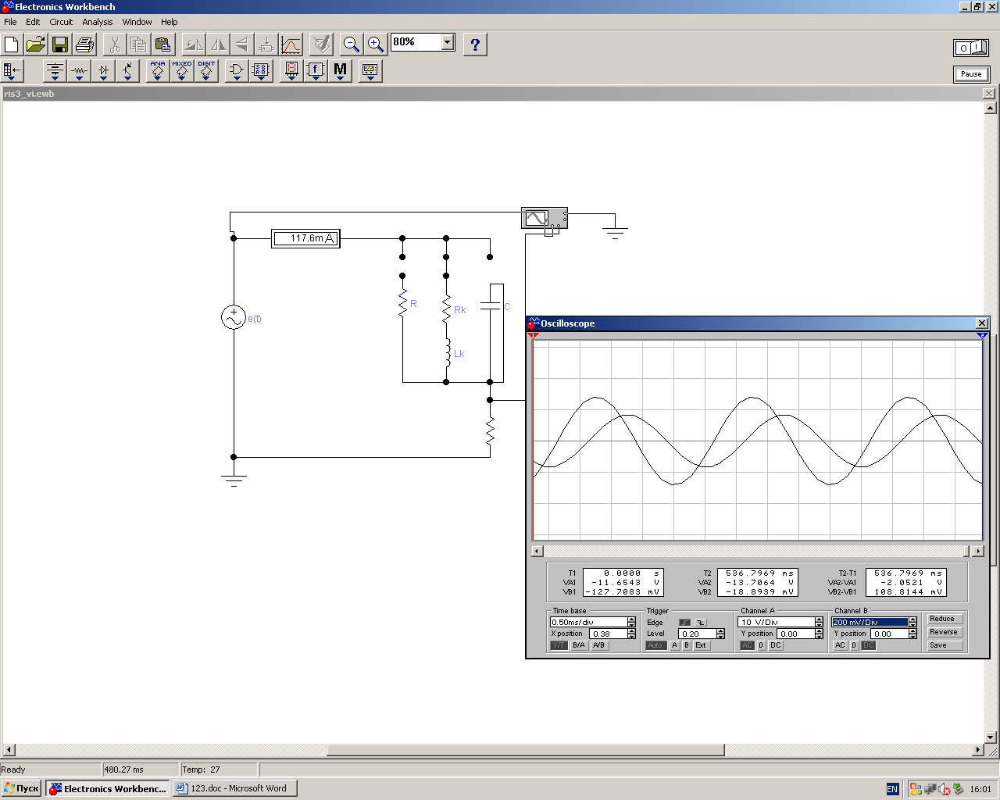 Electronics Workbench
File Edit Circuit Analysis Window Help
80%
?
O I
ANA MIXED DIGIT
f M
Pause
ris3_vi.ewb
117.6m A
R
Rk
C
e(t)
Lk
Oscilloscope
1 2
T1 0.0000 s T2 536.7969 ms T2-T1 536.7969 ms
VA1 -11.6543 V VA2 -13.7064 V VA2-VA1 -2.0521 V
VB1 -127.7083 mV VB2 -18.8939 mV VB2-VB1 108.8144 mV
Time base Trigger Channel A Channel B
0.50ms/div Edge 10 V/Div 200 mV/Div Reduce
X position 0.38 Level 0.20 Y position 0.00 Y position 0.00 Reverse
Y/T B/A A/B Auto A B Ext AC 0 DC AC 0 DC Save
Ready 480.27 ms Temp: 27
Пуск Electronics Workbenc... 123.doc - Microsoft Word EN 16:01